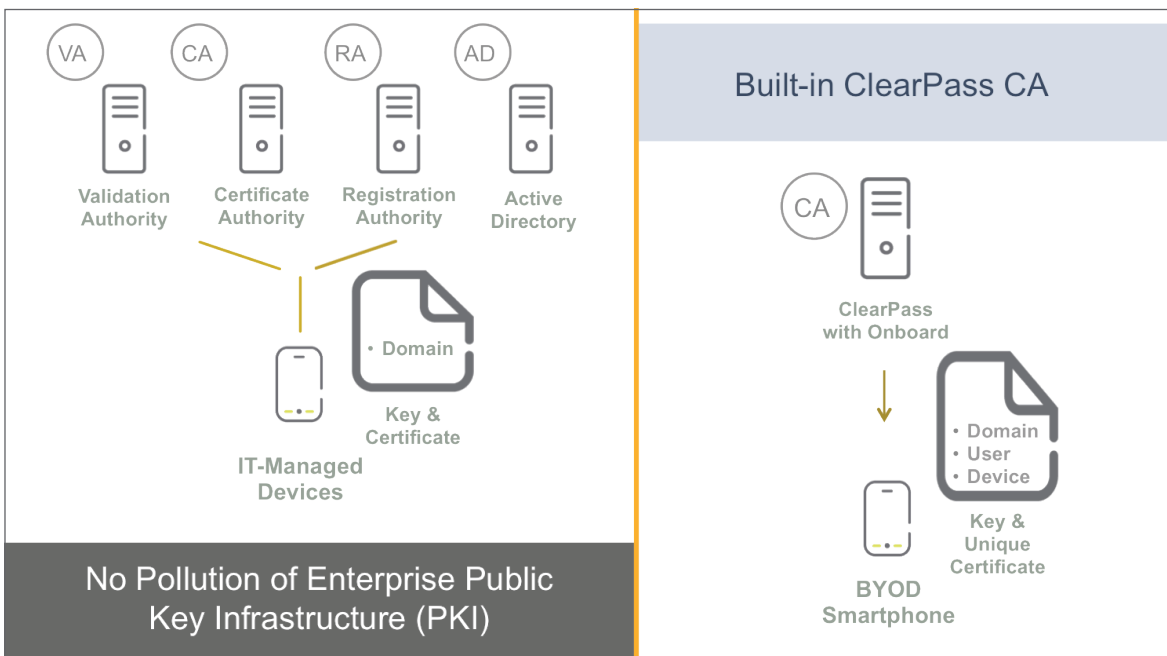 VA
CA
RA
AD
Validation
Authority
Certificate
Authority
Registration
Authority
Active
Directory
• Domain
Key &
Certificate
IT-Managed
Devices
No Pollution of Enterprise Public
Key Infrastructure (PKI)
Built-in ClearPass CA
CA
ClearPass
with Onboard
• Domain
• User
• Device
Key &
Unique
Certificate
BYOD
Smartphone